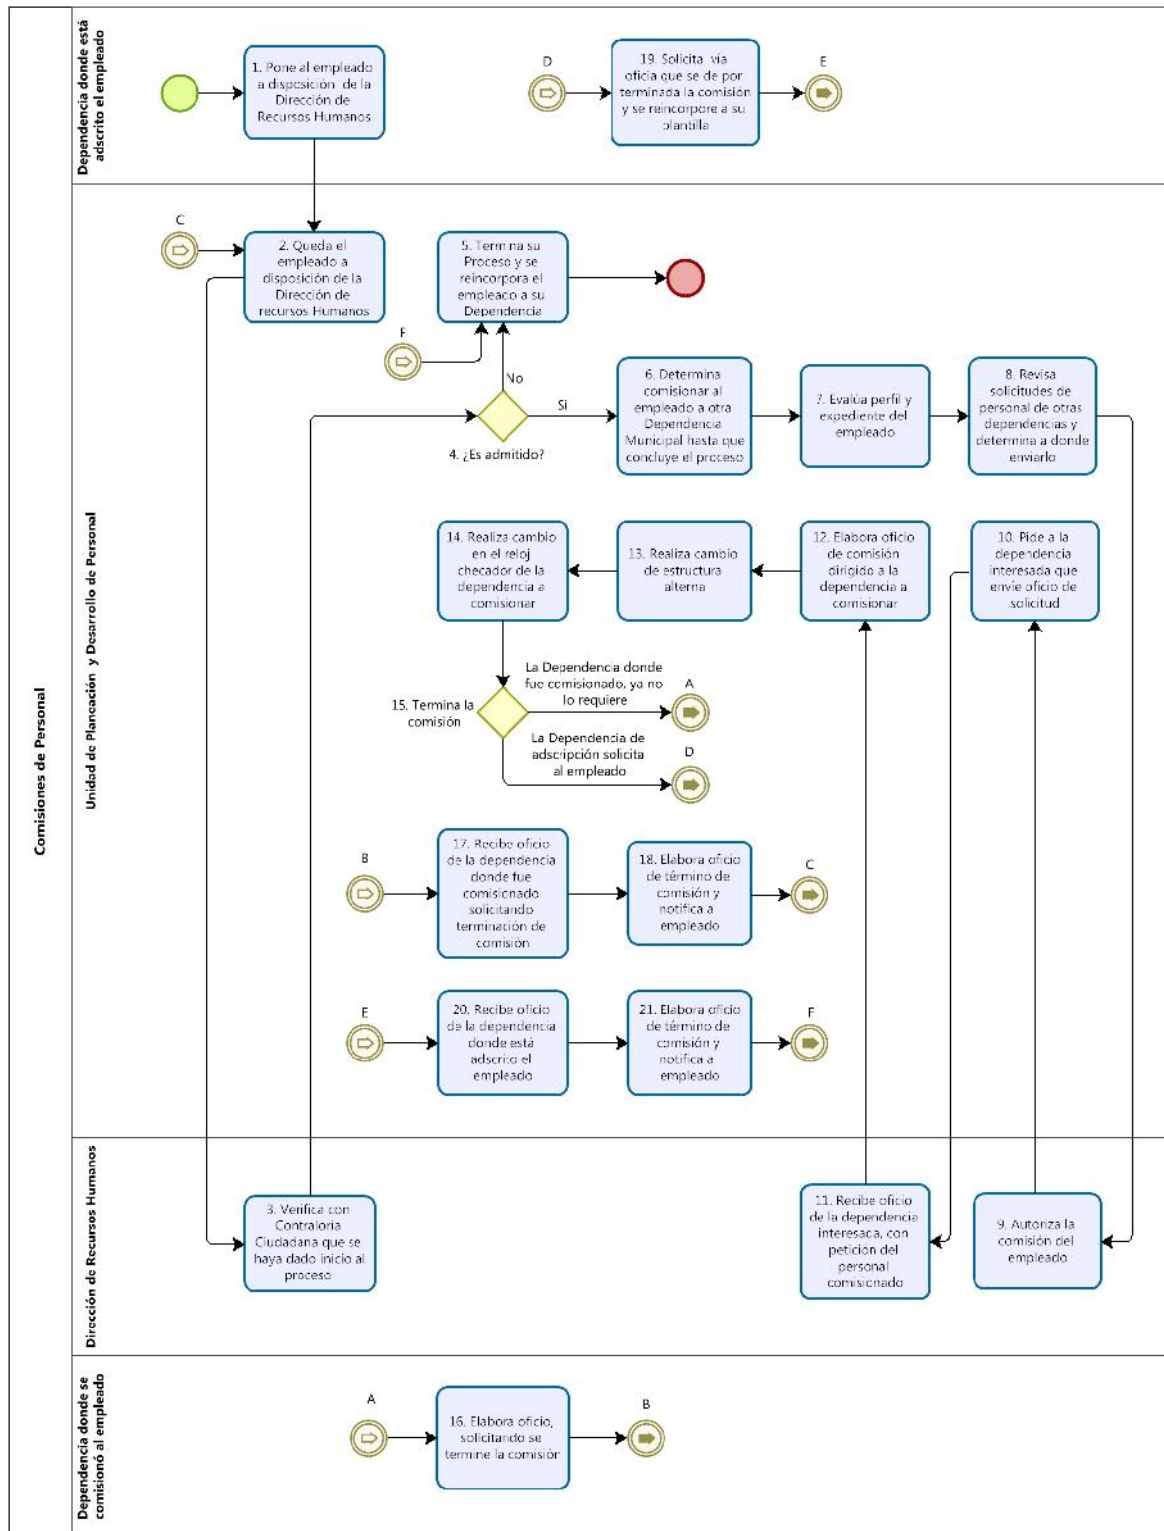 Comisiones de Personal
Dependencia donde está
adscrito el empleado
1. Pone al empleado
a disposición de la
Dirección de
Recursos Humanos
D
19. Solicita vía
oficia que se de por
terminada la comisión
y se reincorpore a su
plantilla
E
Unidad de Planeación y Desarrollo de Personal
C
2. Queda el
empleado a
disposición de la
Dirección de
recursos Humanos
5. Termina su
Proceso y se
reincorpora el
empleado a su
Dependencia
F
No
Si
4. ¿Es admitido?
6. Determina
comisionar al
empleado a otra
Dependencia
Municipal hasta que
concluye el proceso
7. Evalúa perfil y
expediente del
empleado
8. Revisa
solicitudes de
personal de otras
dependencias y
determina a donde
enviarlo
14. Realiza cambio
en el reloj
checador de la
dependencia a
comisionar
13. Realiza cambio
de estructura
alterna
12. Elabora oficio
de comisión
dirigido a la
dependencia a
comisionar
10. Pide a la
dependencia
interesada que
envíe oficio de
solicitud
15. Termina la
comisión
La Dependencia donde
fue comisionado, ya no
lo requiere
A
La Dependencia de
adscripción solicita
al empleado
D
B
17. Recibe oficio
de la dependencia
donde fue
comisionado
solicitando
terminación de
comisión
18. Elabora oficio
de término de
comisión y
notifica a
empleado
C
E
20. Recibe oficio
de la dependencia
donde está
adscrito el
empleado
21. Elabora oficio
de término de
comisión y
notifica a
empleado
F
Dirección de Recursos Humanos
3. Verifica con
Contraloría
Ciudadana que se
haya dado inicio al
proceso
11. Recibe oficio
de la dependencia
interesada, con
petición del
personal
comisionado
9. Autoriza la
comisión del
empleado
Dependencia donde se
comisionó al empleado
A
16. Elabora oficio,
solicitando se
termine la comisión
B